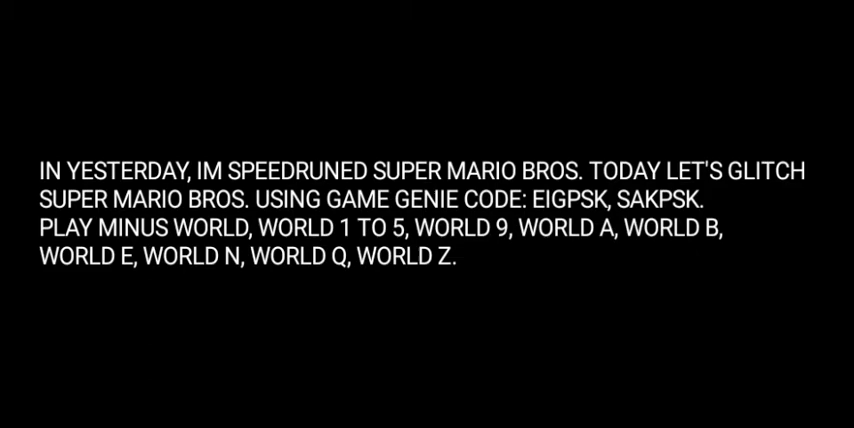 IN YESTERDAY, IM SPEEDRUNED SUPER MARIO BROS. TODAY LET'S GLITCH
SUPER MARIO BROS. USING GAME GENIE CODE: EIGPSK, SAKPSK.
PLAY MINUS WORLD, WORLD 1 TO 5, WORLD 9, WORLD A, WORLD B,
WORLD E, WORLD N, WORLD Q, WORLD Z.